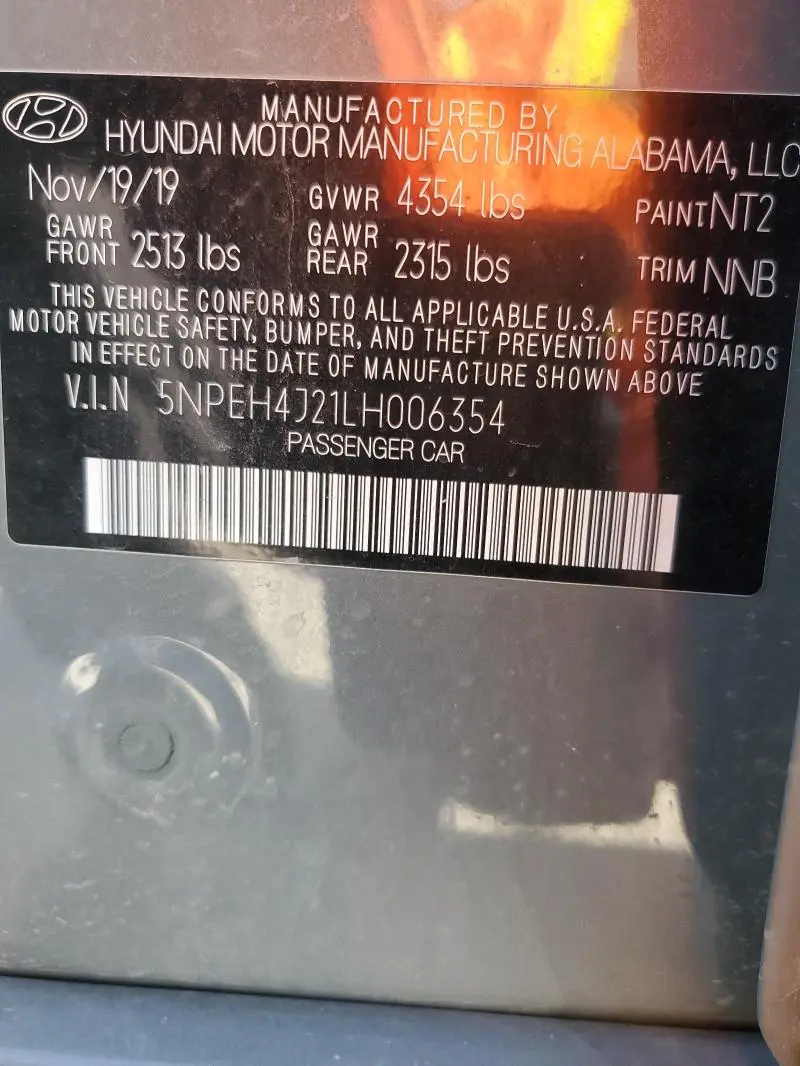 MANUFACTURED BY
HYUNDAI MOTOR MANUFACTURING ALABAMA, LLC
Nov/19/19 GVWR 4354 lbs PAINT NT2
GAWR FRONT 2513 lbs GAWR REAR 2315 lbs TRIM NNB
THIS VEHICLE CONFORMS TO ALL APPLICABLE U.S.A. FEDERAL
MOTOR VEHICLE SAFETY, BUMPER, AND THEFT PREVENTION STANDARDS
IN EFFECT ON THE DATE OF MANUFACTURE SHOWN ABOVE
V.I.N 5NPEH4J21LH006354
PASSENGER CAR